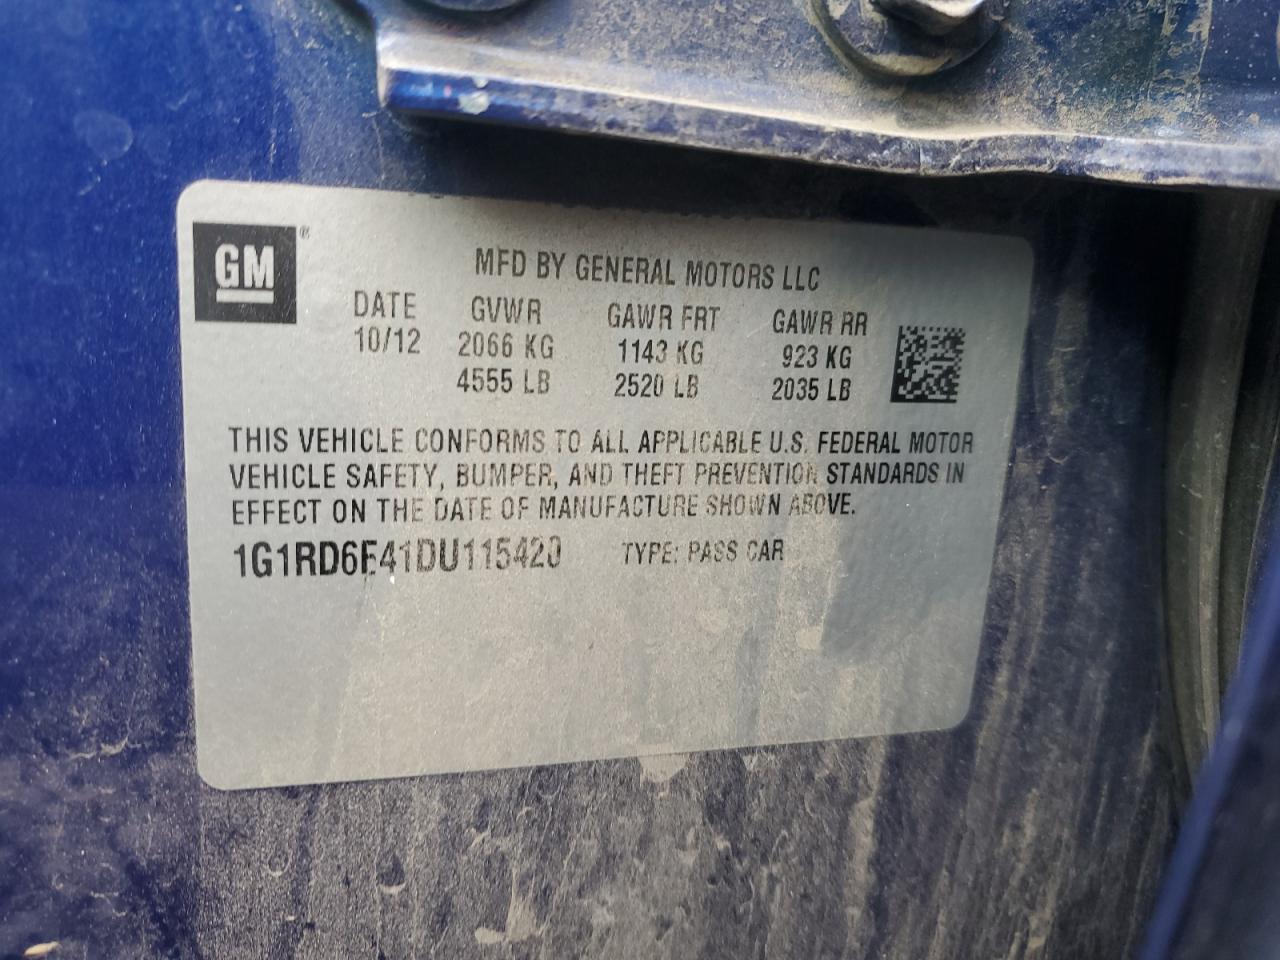 GM®
MFD BY GENERAL MOTORS LLC
DATE GVWR GAWR FRT GAWR RR
10/12 2066 KG 1143 KG 923 KG
4555 LB 2520 LB 2035 LB
THIS VEHICLE CONFORMS TO ALL APPLICABLE U.S. FEDERAL MOTOR
VEHICLE SAFETY, BUMPER, AND THEFT PREVENTION STANDARDS IN
EFFECT ON THE DATE OF MANUFACTURE SHOWN ABOVE.
1G1RD6E41DU115420 TYPE: PASS CAR